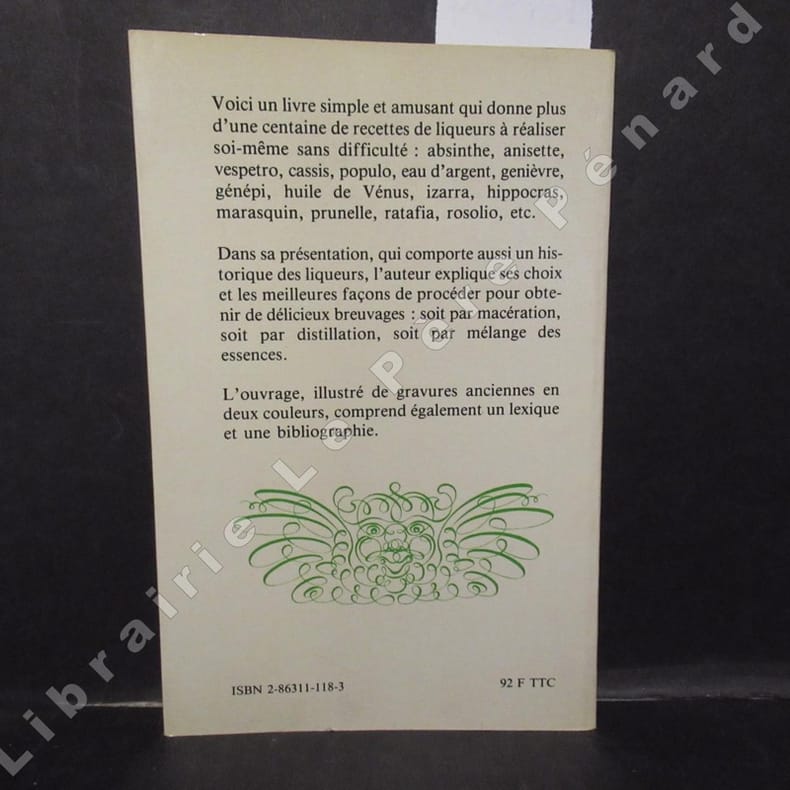 Voici un livre simple et amusant qui donne plus
d'une centaine de recettes de liqueurs à réaliser
soi-même sans difficulté : absinthe, anisette,
vespetro, cassis, populo, eau d'argent, genièvre,
génépi, huile de Vénus, izarra, hippocras,
marasquin, prunelle, ratafia, rosolio, etc.
Dans sa présentation, qui comporte aussi un his-
torique des liqueurs, l'auteur explique ses choix
et les meilleures façons de procéder pour obte-
nir de délicieux breuvages : soit par macération,
soit par distillation, soit par mélange des
essences.
L'ouvrage, illustré de gravures anciennes en
deux couleurs, comprend également un lexique
et une bibliographie.
ISBN 2-86311-118-3
92 F TTC
Librairie Le Père Pénard